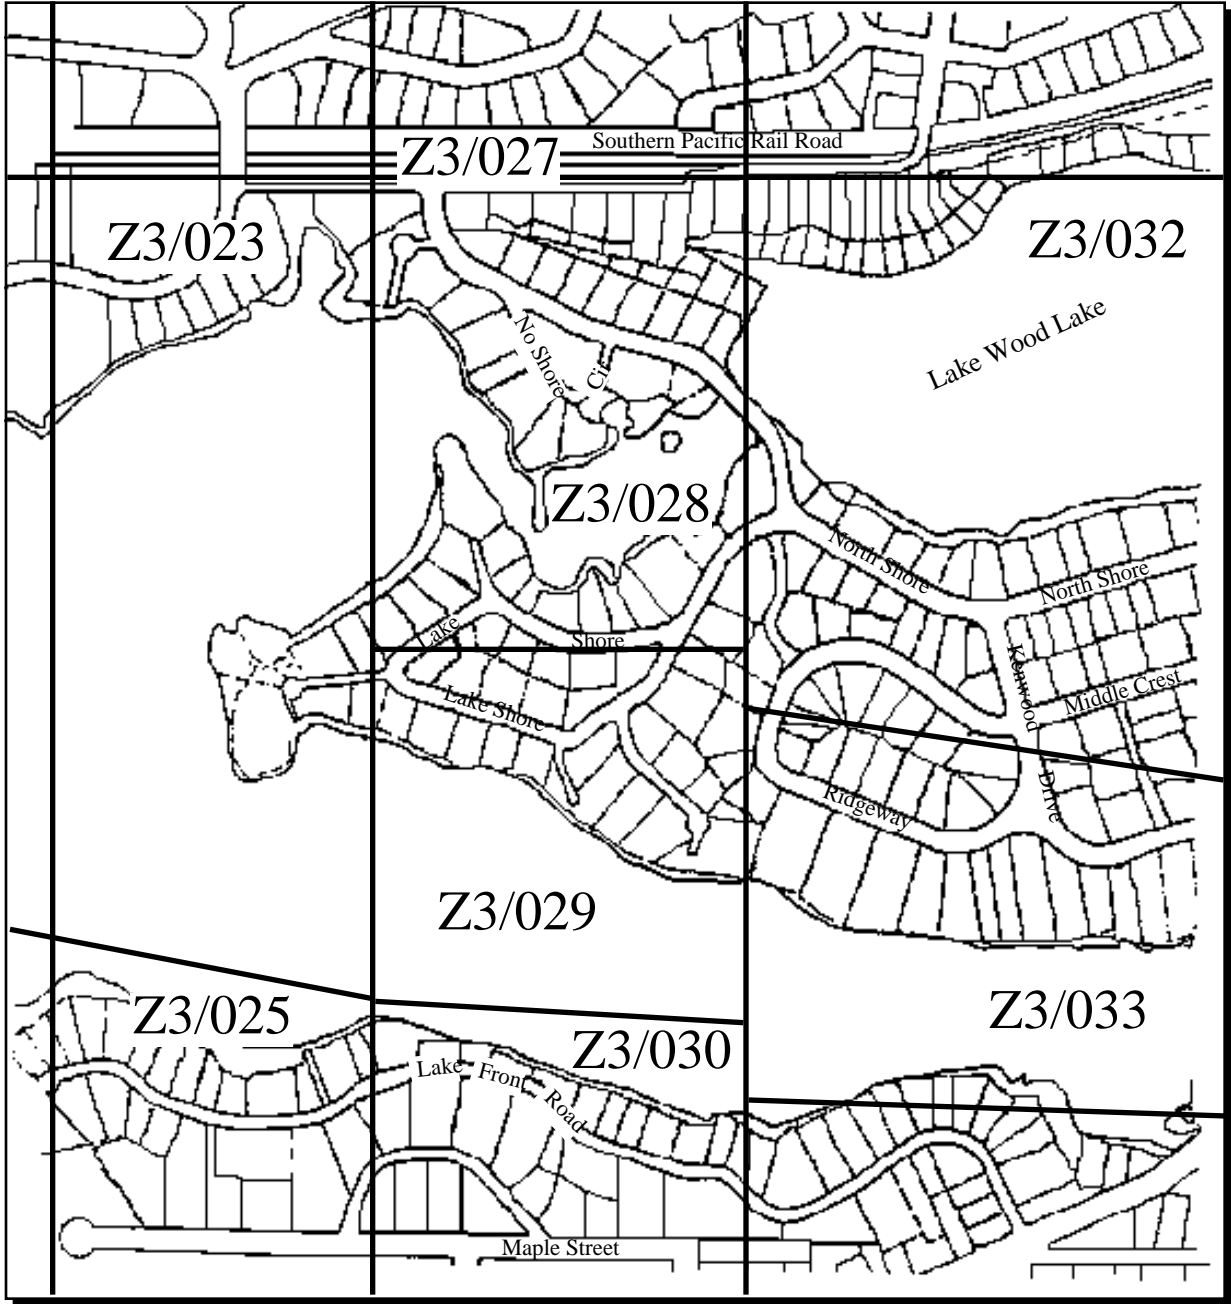 Southern Pacific Rail Road
Z3/027
Z3/023
Z3/032
Lake Wood Lake
No Shore
Cir
Z3/028
North Shore
North Shore
Lake
Shore
Kenwood
Middle Crest
Lake Shore
Drive
Ridgeway
Z3/029
Z3/025
Z3/033
Z3/030
Lake Front Road
Maple Street